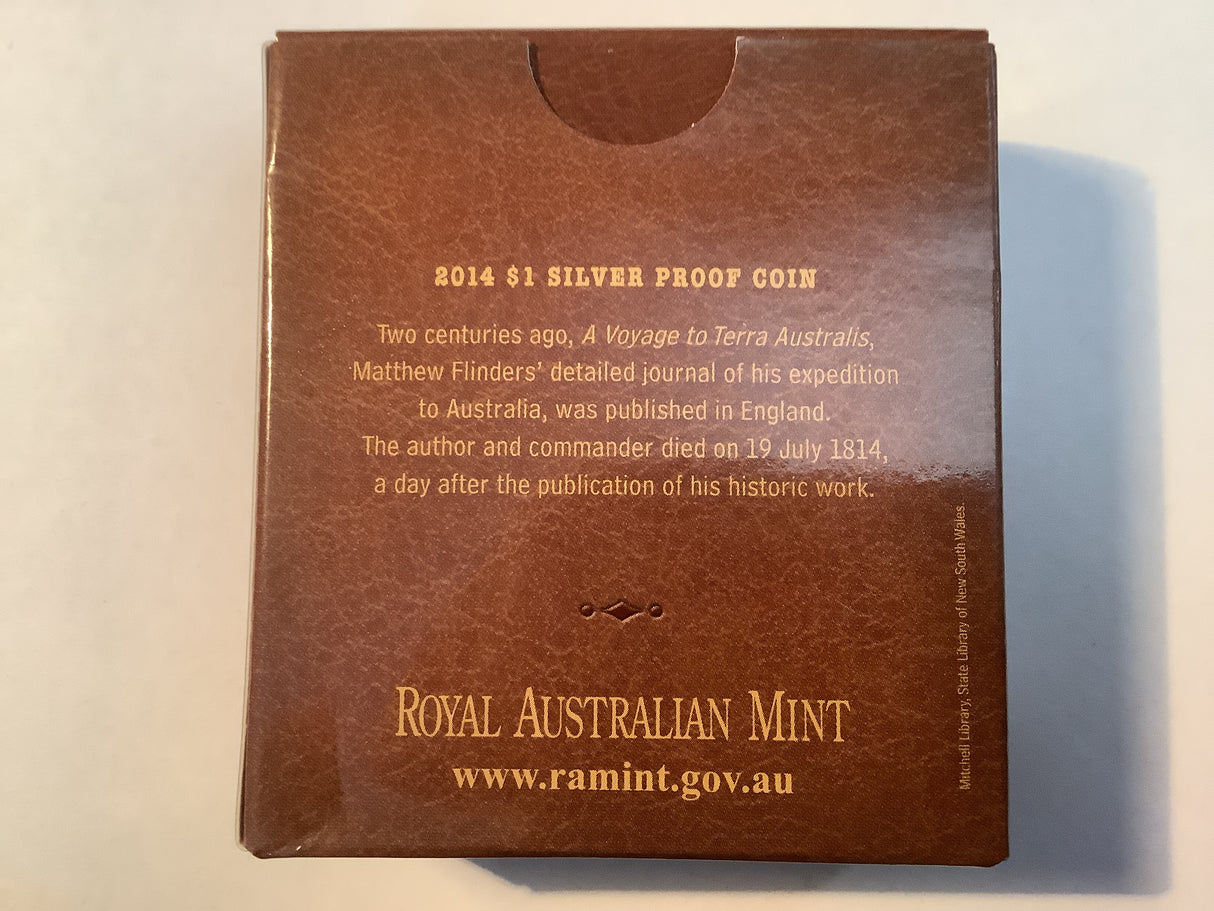 2014 $1 SILVER PROOF COIN
Two centuries ago, A Voyage to Terra Australis,
Matthew Flinders’ detailed journal of his expedition
to Australia, was published in England.
The author and commander died on 19 July 1814,
a day after the publication of his historic work.
Mitchell Library, State Library of New South Wales.
ROYAL AUSTRALIAN MINT
www.ramint.gov.au